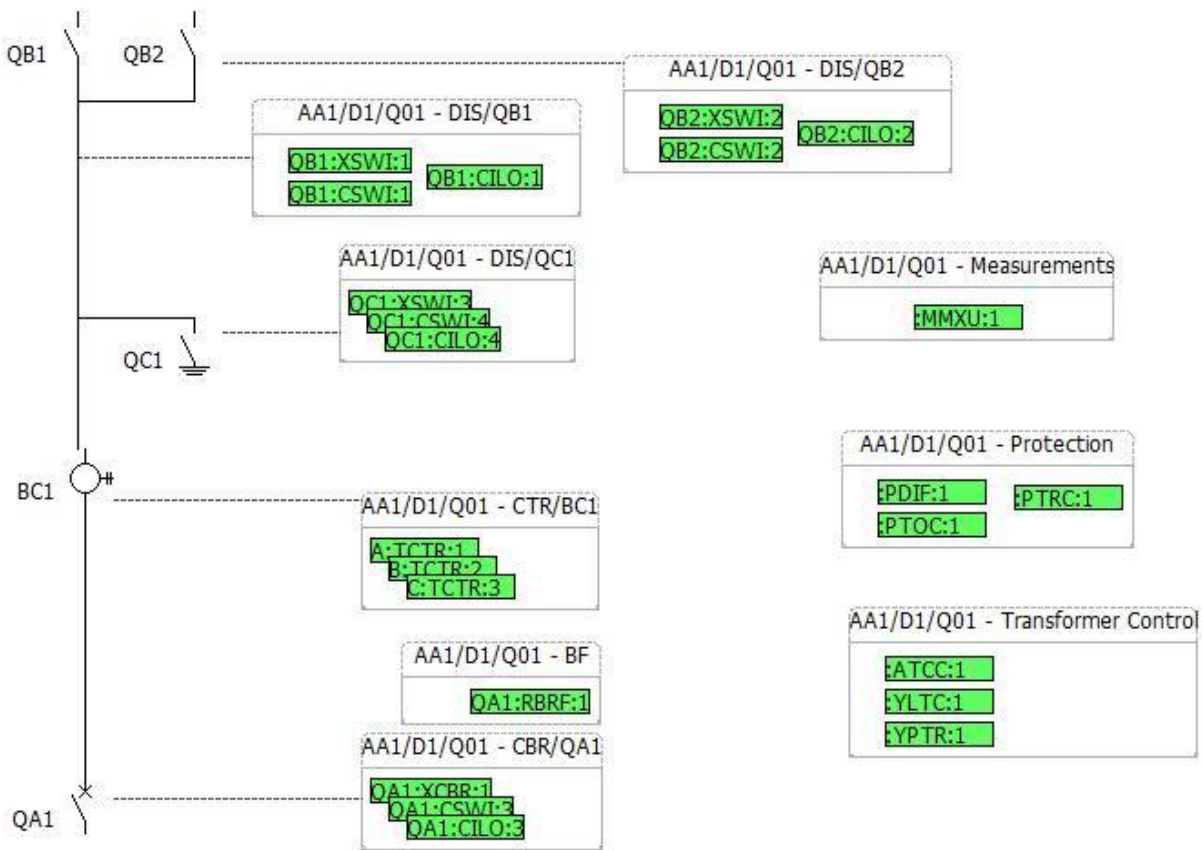 QB1
QB2
AA1/D1/Q01 - DIS/QB2
QB2:XSWI:2
QB2:CSWI:2
QB2:CILO:2
AA1/D1/Q01 - DIS/QB1
QB1:XSWI:1
QB1:CSWI:1
QB1:CILO:1
AA1/D1/Q01 - DIS/QC1
QC1:XSWI:3
QC1:CSWI:4
QC1:CILO:4
QC1
AA1/D1/Q01 - Measurements
:MMXU:1
AA1/D1/Q01 - Protection
:PDIF:1
:PTOC:1
:PTRC:1
BC1
AA1/D1/Q01 - CTR/BC1
A:TCTR:1
B:TCTR:2
C:TCTR:3
AA1/D1/Q01 - Transformer Control
:ATCC:1
:YLTC:1
:YPTR:1
AA1/D1/Q01 - BF
QA1:RBRF:1
AA1/D1/Q01 - CBR/QA1
QA1:XCBR:1
QA1:CSWI:3
QA1:CILO:3
QA1